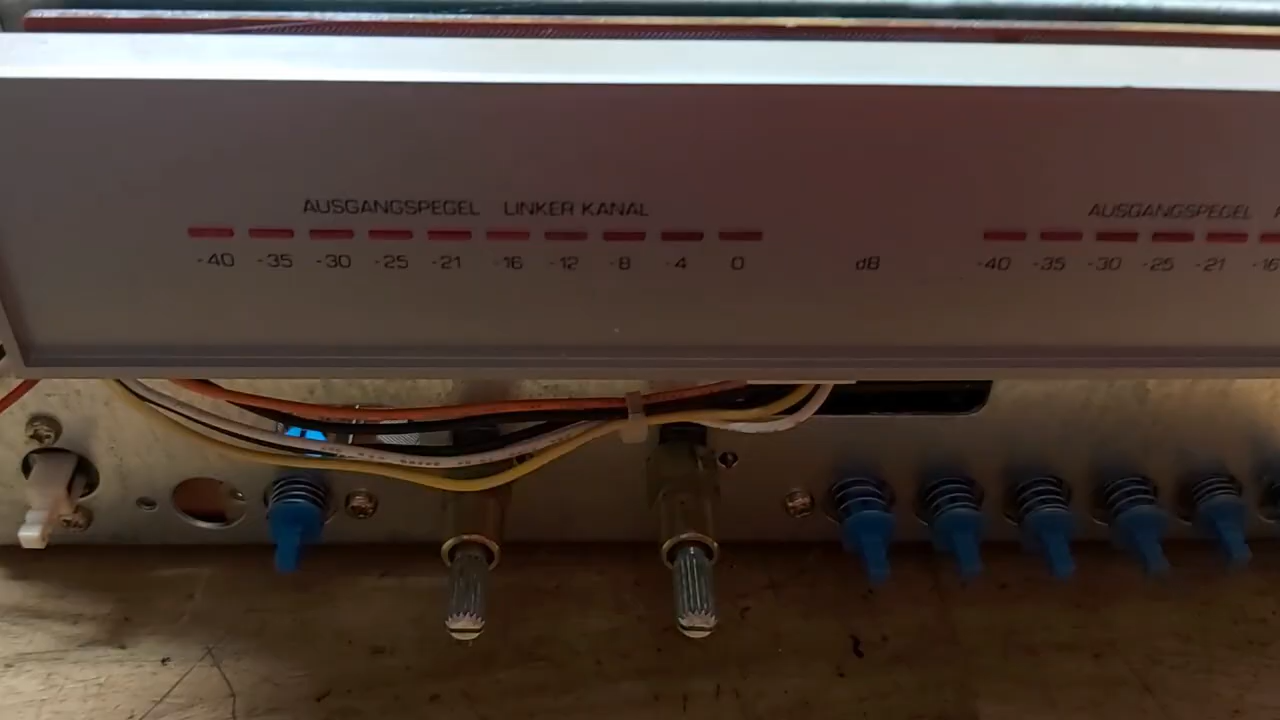 AUSGANGSPEGEL LINKER KANAL
-40 -35 -30 -25 -21 -16 -12 -8 -4 0 dB
AUSGANGSPEGEL
-40 -35 -30 -25 -21 -16